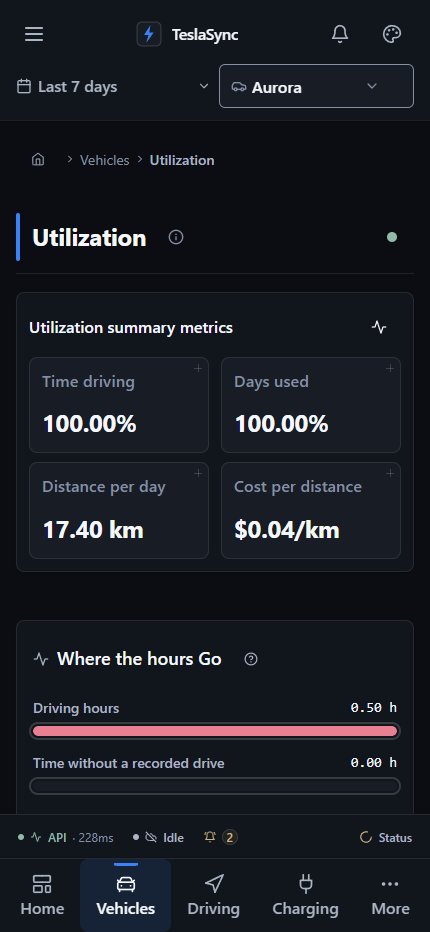 TeslaSync
Last 7 days
Aurora
Vehicles
Utilization
Utilization
Utilization summary metrics
Time driving
Days used
100.00%
100.00%
Distance per day
Cost per distance
17.40 km
$0.04/km
Where the hours Go
Driving hours
0.50 h
Time without a recorded drive
0.00 h
API · 228ms
Idle
2
Status
Home
Vehicles
Driving
Charging
More